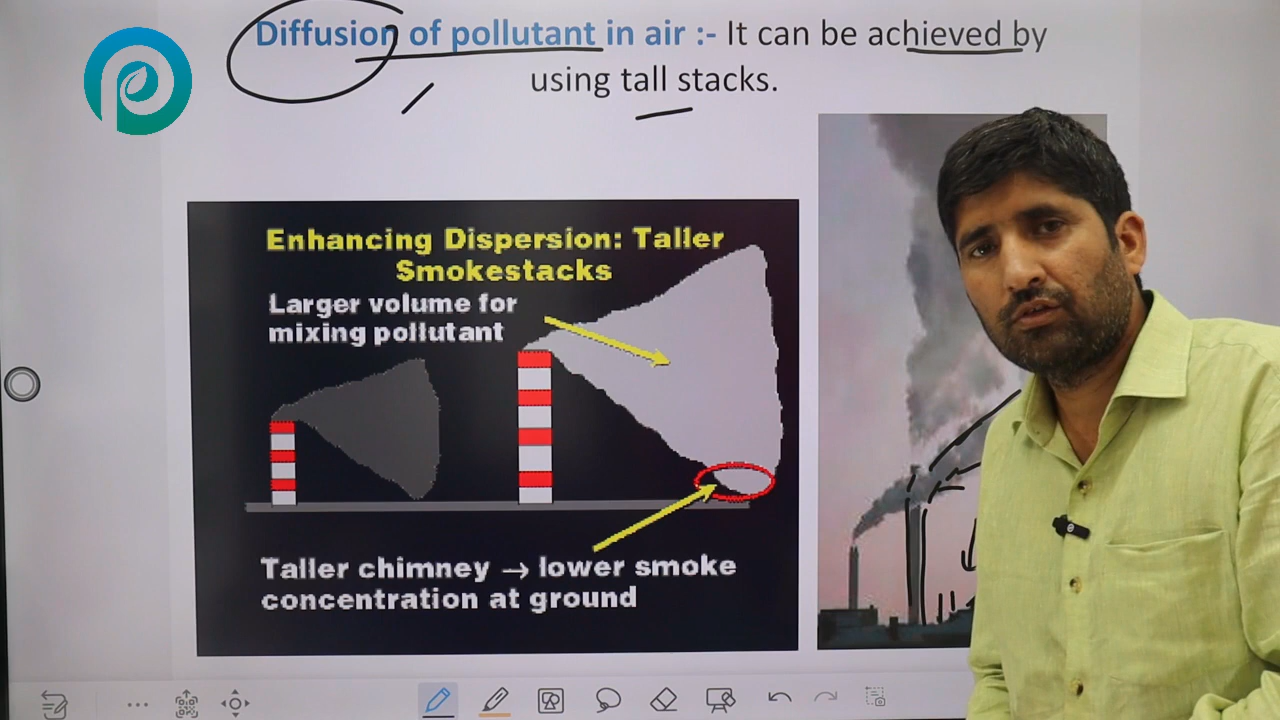 Diffusion of pollutant in air :- It can be achieved by
using tall stacks.
Enhancing Dispersion: Taller
Smokestacks
Larger volume for
mixing pollutant
Taller chimney → lower smoke
concentration at ground